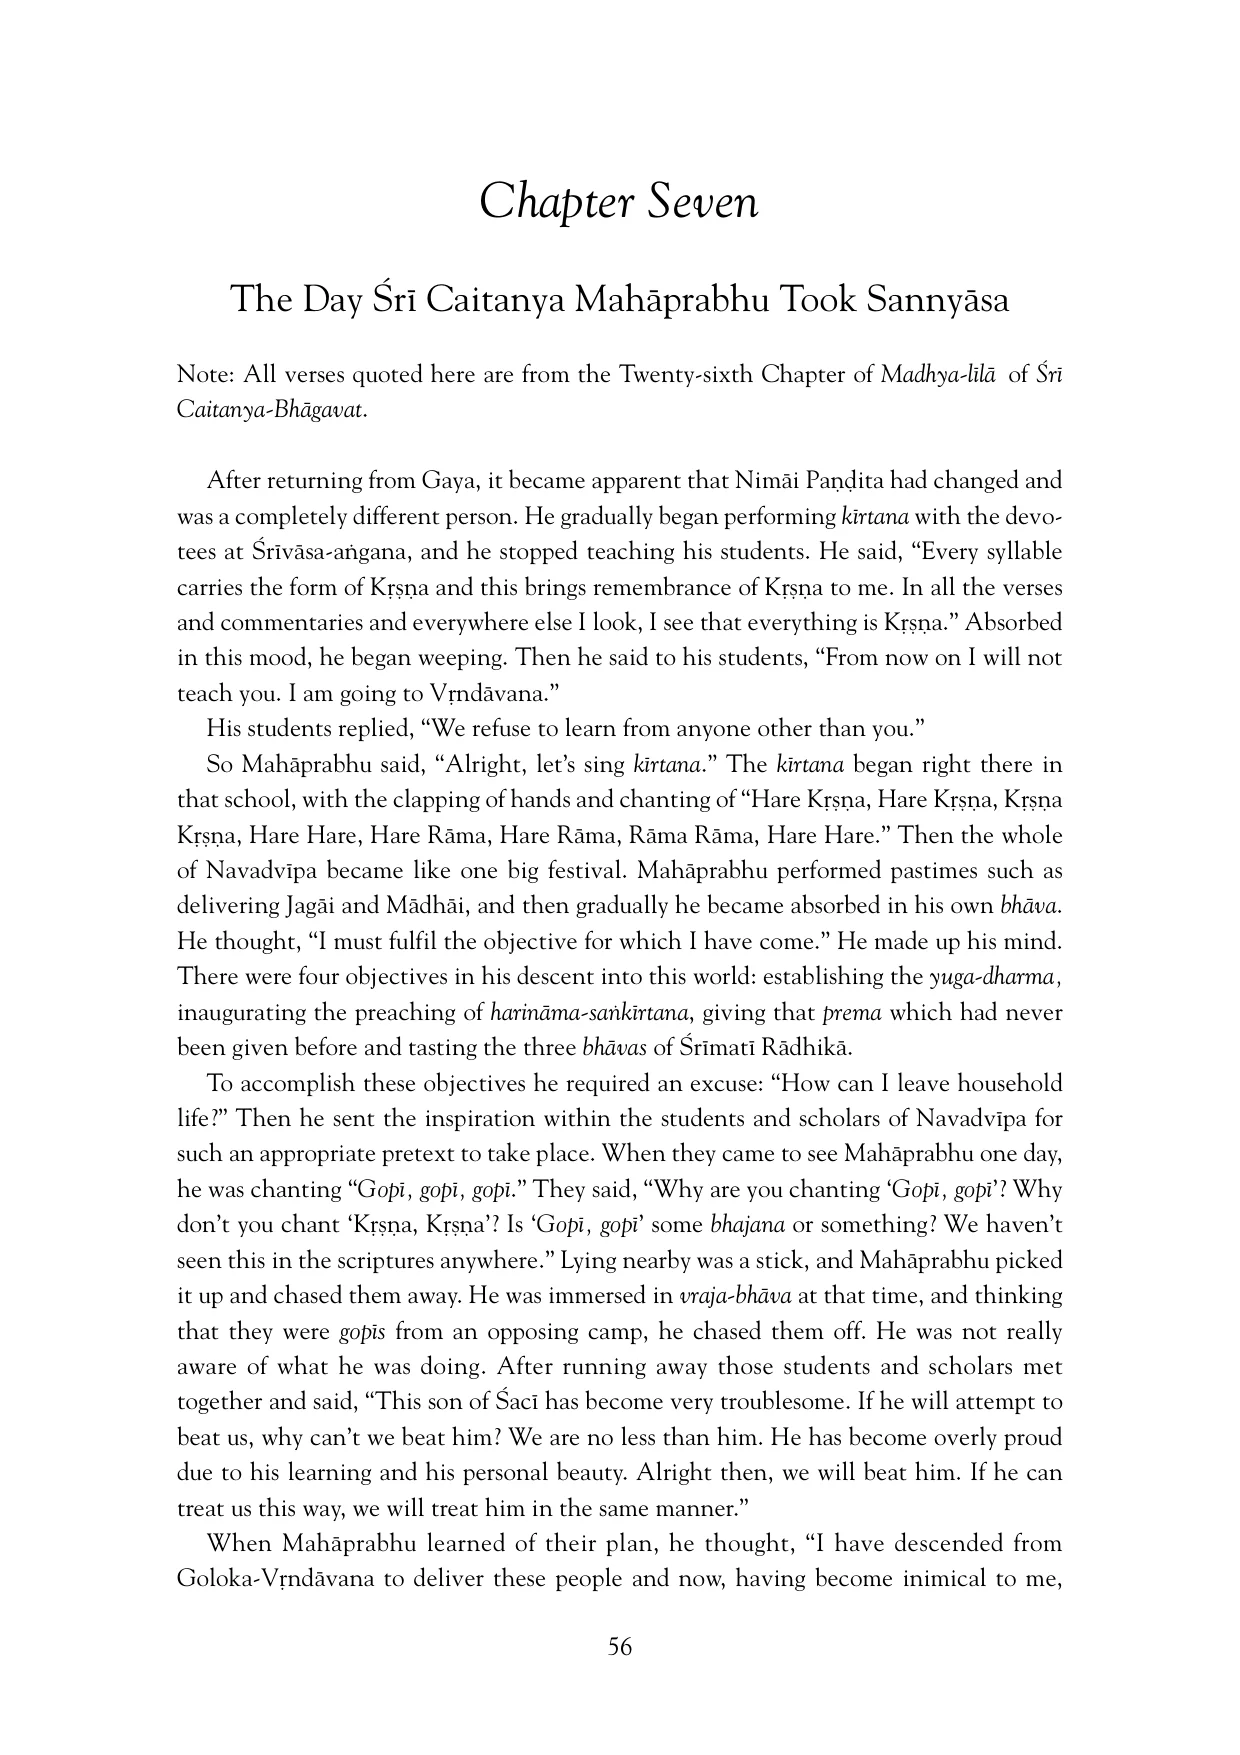 Chapter Seven
The Day Śrī Caitanya Mahāprabhu Took Sannyāsa
Note: All verses quoted here are from the Twenty-sixth Chapter of Madhya-līlā of Śrī
Caitanya-Bhāgavat.
After returning from Gaya, it became apparent that Nimāi Paṇḍita had changed and
was a completely different person. He gradually began performing kīrtana with the devo-
tees at Śrīvāsa-aṅgana, and he stopped teaching his students. He said, “Every syllable
carries the form of Kṛṣṇa and this brings remembrance of Kṛṣṇa to me. In all the verses
and commentaries and everywhere else I look, I see that everything is Kṛṣṇa.” Absorbed
in this mood, he began weeping. Then he said to his students, “From now on I will not
teach you. I am going to Vṛndāvana.”
His students replied, “We refuse to learn from anyone other than you.”
So Mahāprabhu said, “Alright, let’s sing kīrtana.” The kīrtana began right there in
that school, with the clapping of hands and chanting of “Hare Kṛṣṇa, Hare Kṛṣṇa, Kṛṣṇa
Kṛṣṇa, Hare Hare, Hare Rāma, Hare Rāma, Rāma Rāma, Hare Hare.” Then the whole
of Navadvīpa became like one big festival. Mahāprabhu performed pastimes such as
delivering Jagāi and Mādhāi, and then gradually he became absorbed in his own bhāva.
He thought, “I must fulfil the objective for which I have come.” He made up his mind.
There were four objectives in his descent into this world: establishing the yuga-dharma,
inaugurating the preaching of harināma-saṅkīrtana, giving that prema which had never
been given before and tasting the three bhāvas of Śrīmatī Rādhikā.
To accomplish these objectives he required an excuse: “How can I leave household
life?” Then he sent the inspiration within the students and scholars of Navadvīpa for
such an appropriate pretext to take place. When they came to see Mahāprabhu one day,
he was chanting “Gopī, gopī, gopī.” They said, “Why are you chanting ‘Gopī, gopī’? Why
don’t you chant ‘Kṛṣṇa, Kṛṣṇa’? Is ‘Gopī, gopī’ some bhajana or something? We haven’t
seen this in the scriptures anywhere.” Lying nearby was a stick, and Mahāprabhu picked
it up and chased them away. He was immersed in vraja-bhāva at that time, and thinking
that they were gopīs from an opposing camp, he chased them off. He was not really
aware of what he was doing. After running away those students and scholars met
together and said, “This son of Śacī has become very troublesome. If he will attempt to
beat us, why can’t we beat him? We are no less than him. He has become overly proud
due to his learning and his personal beauty. Alright then, we will beat him. If he can
treat us this way, we will treat him in the same manner.”
When Mahāprabhu learned of their plan, he thought, “I have descended from
Goloka-Vṛndāvana to deliver these people and now, having become inimical to me,
56